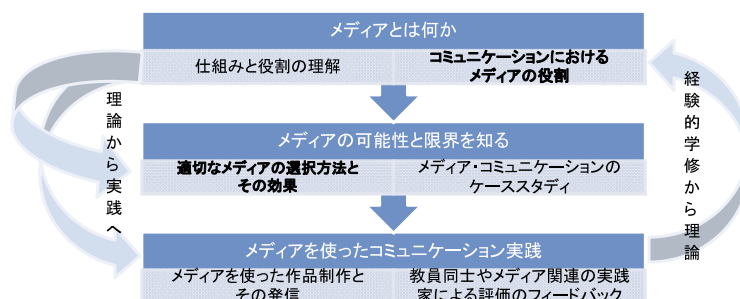 メディアとは何か
仕組みと役割の理解
コミュニケーションにおける
メディアの役割
メディアの可能性と限界を知る
適切なメディアの選択方法と
その効果
メディア・コミュニケーションの
ケーススタディ
メディアを使ったコミュニケーション実践
メディアを使った作品制作と
その発信
教員同士やメディア関連の実践
家による評価のフィードバック
理論から実践へ
経験的学修から理論